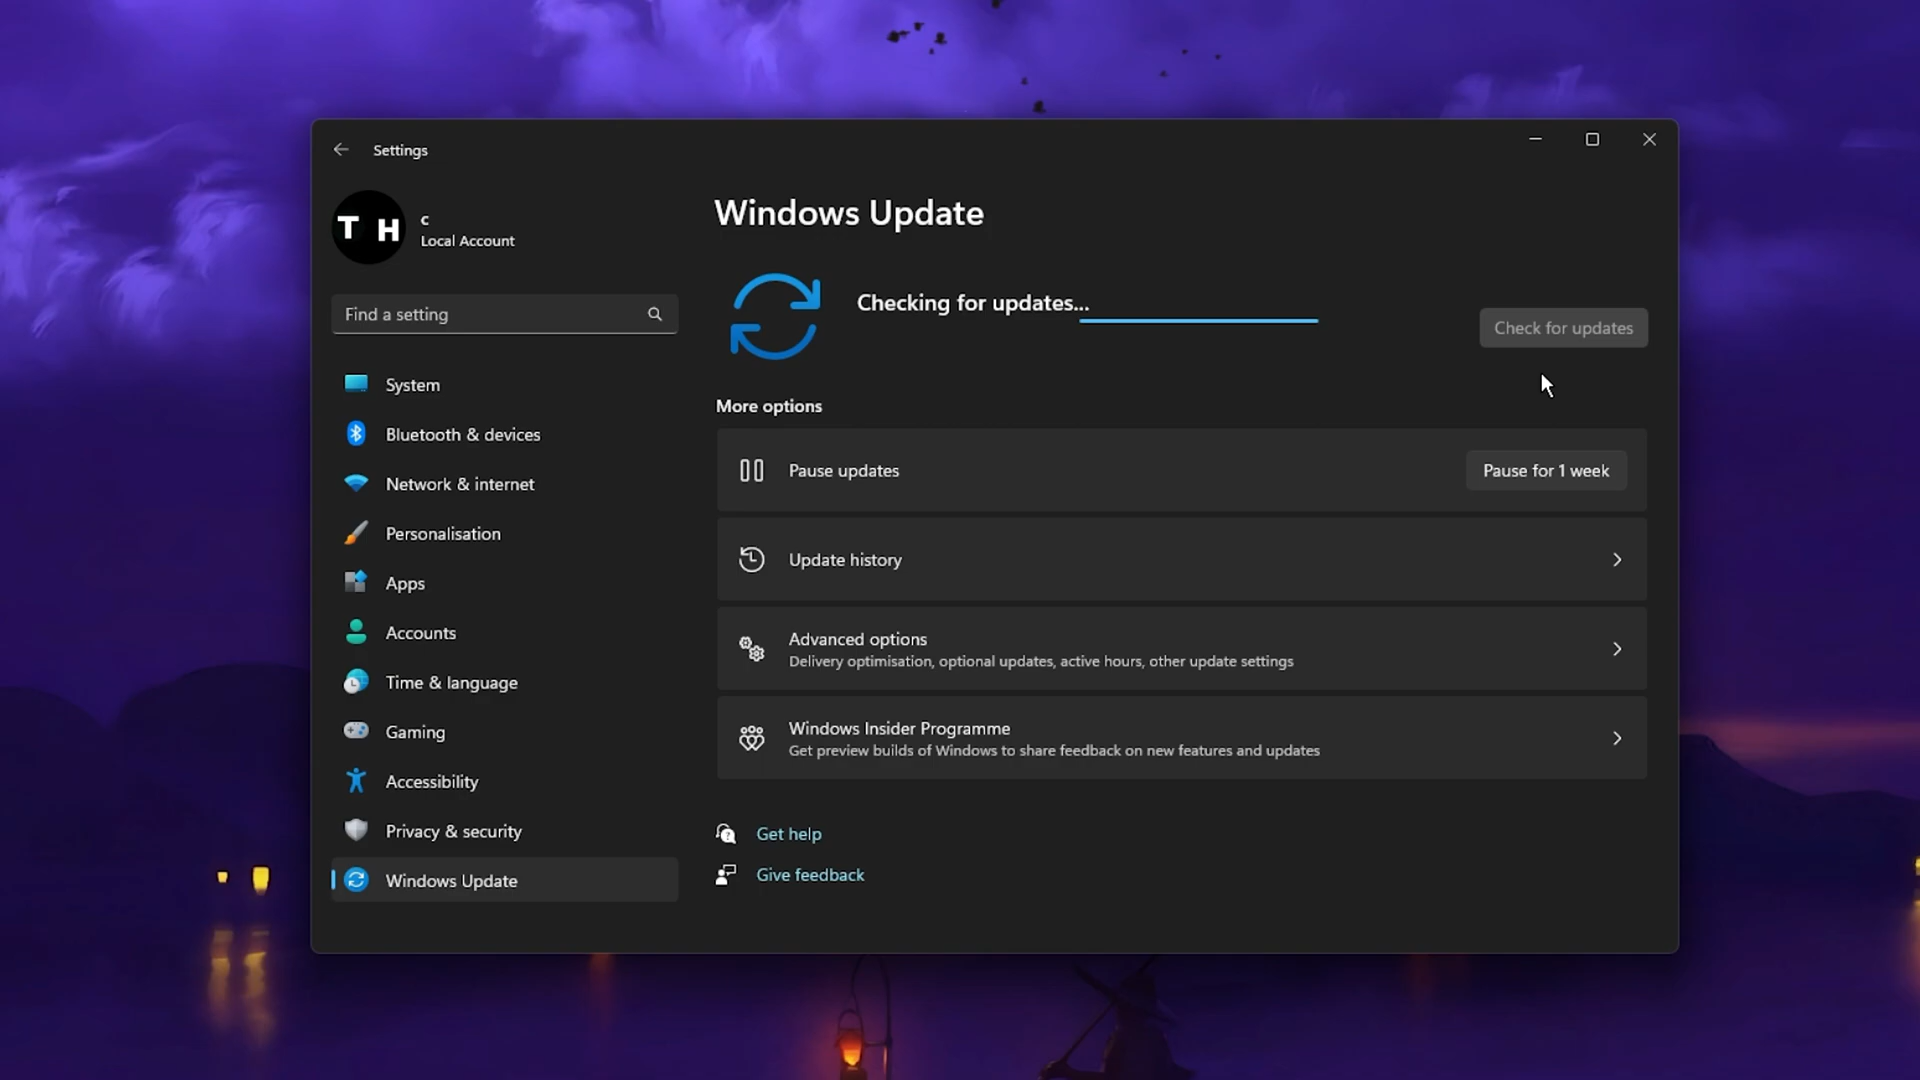 Settings
T H
c
Local Account
Find a setting
System
Bluetooth & devices
Network & internet
Personalisation
Apps
Accounts
Time & language
Gaming
Accessibility
Privacy & security
Windows Update
Windows Update
Checking for updates...
Check for updates
More options
Pause updates
Pause for 1 week
Update history
Advanced options
Delivery optimisation, optional updates, active hours, other update settings
Windows Insider Programme
Get preview builds of Windows to share feedback on new features and updates
Get help
Give feedback